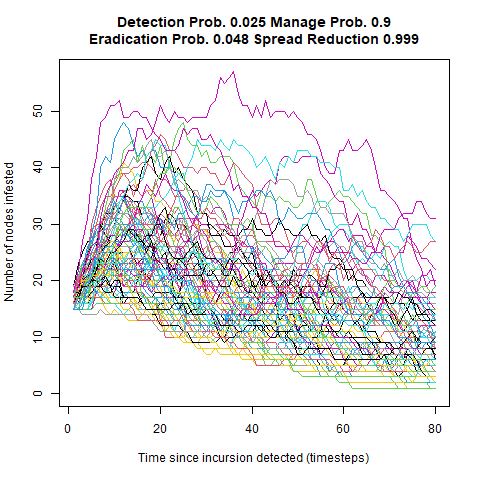 Detection Prob. 0.025 Manage Prob. 0.9
Eradication Prob. 0.048 Spread Reduction 0.999
Number of nodes infested
50
40
30
20
10
0
0 20 40 60 80
Time since incursion detected (timesteps)